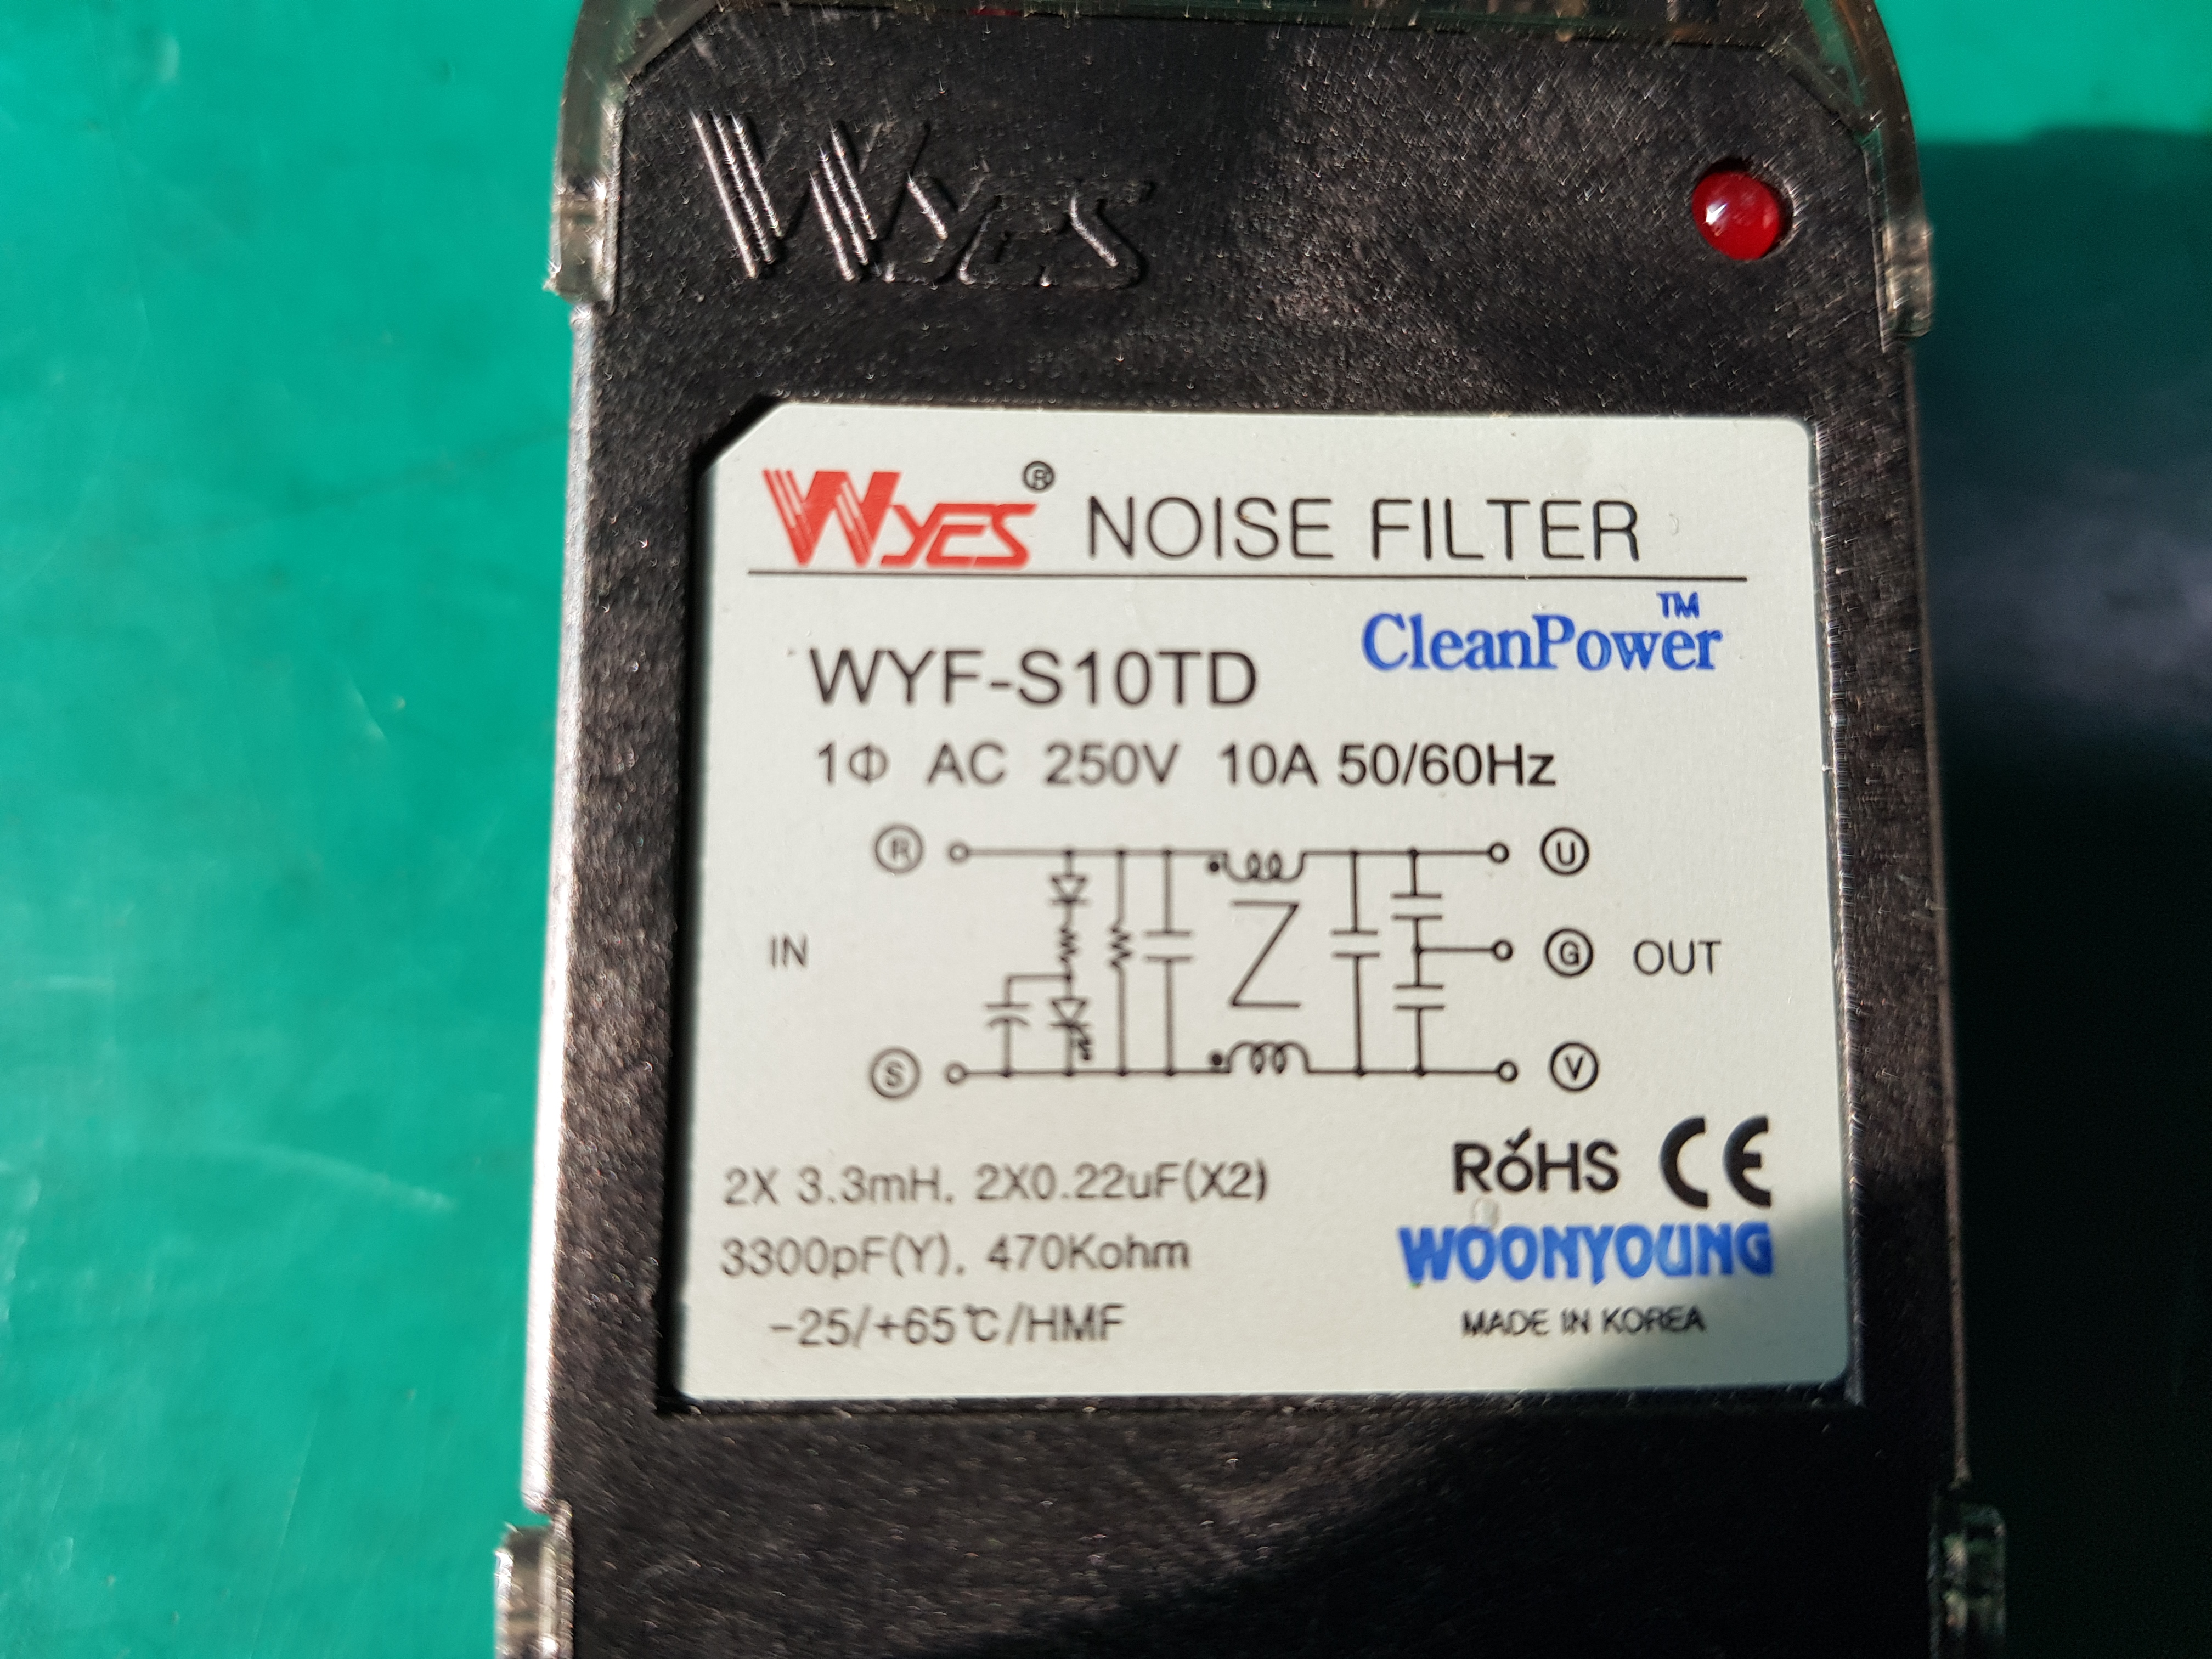 WYES
WYES® NOISE FILTER
CleanPower™
WYF-S10TD
1Φ AC 250V 10A 50/60Hz
R U
IN G OUT
S V
2X 3.3mH, 2X0.22uF(X2)
3300pF(Y), 470Kohm
-25/+65℃/HMF
RoHS CE
WOONYOUNG
MADE IN KOREA